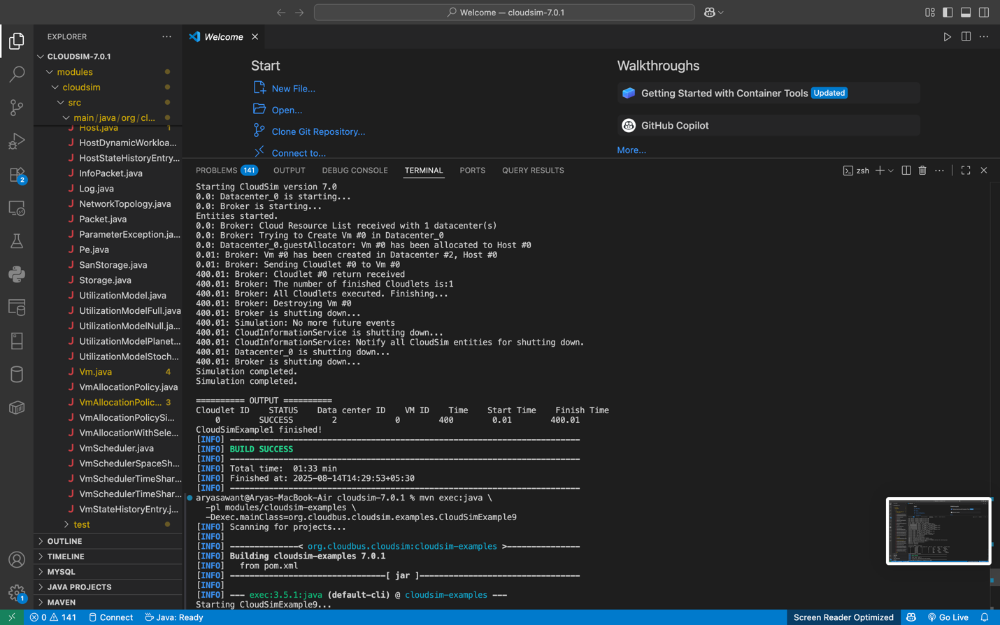 Welcome — cloudsim-7.0.1
EXPLORER
CLOUDSIM-7.0.1
modules
cloudsim
src
main/java/org/cl...
Host.java 1
HostDynamicWorkloa...
HostStateHistoryEntry...
InfoPacket.java
Log.java
NetworkTopology.java
Packet.java
ParameterException.ja...
Pe.java
SanStorage.java
Storage.java
UtilizationModel.java
UtilizationModelFull.java
UtilizationModelNull.ja...
UtilizationModelPlanet...
UtilizationModelStoch...
Vm.java 4
VmAllocationPolicy.java
VmAllocationPolic... 3
VmAllocationPolicySi...
VmAllocationWithSele...
VmScheduler.java
VmSchedulerSpaceSh...
VmSchedulerTimeShar...
VmSchedulerTimeShar...
VmStateHistoryEntry.j...
test
OUTLINE
TIMELINE
MYSQL
JAVA PROJECTS
MAVEN
2
1
Welcome
Start
New File...
Open...
Clone Git Repository...
Connect to...
Walkthroughs
Getting Started with Container Tools Updated
GitHub Copilot
More...
PROBLEMS 141 OUTPUT DEBUG CONSOLE TERMINAL PORTS QUERY RESULTS
zsh
Starting CloudSim version 7.0
0.0: Datacenter_0 is starting...
0.0: Broker is starting...
Entities started.
0.0: Broker: Cloud Resource List received with 1 datacenter(s)
0.0: Broker: Trying to Create Vm #0 in Datacenter_0
0.0: Datacenter_0.guestAllocator: Vm #0 has been allocated to Host #0
0.01: Broker: Vm #0 has been created in Datacenter #2, Host #0
0.01: Broker: Sending Cloudlet #0 to Vm #0
400.01: Broker: Cloudlet #0 return received
400.01: Broker: The number of finished Cloudlets is:1
400.01: Broker: All Cloudlets executed. Finishing...
400.01: Broker: Destroying Vm #0
400.01: Broker is shutting down...
400.01: Simulation: No more future events
400.01: CloudInformationService is shutting down...
400.01: CloudInformationService: Notify all CloudSim entities for shutting down.
400.01: Datacenter_0 is shutting down...
400.01: Broker is shutting down...
Simulation completed.
Simulation completed.
========== OUTPUT ==========
Cloudlet ID    STATUS    Data center ID    VM ID    Time    Start Time    Finish Time
0    SUCCESS    2    0    400    0.01    400.01
CloudSimExample1 finished!
[INFO] ------------------------------------------------------------------------
[INFO] BUILD SUCCESS
[INFO] ------------------------------------------------------------------------
[INFO] Total time:  01:33 min
[INFO] Finished at: 2025-08-14T14:29:53+05:30
[INFO] ------------------------------------------------------------------------
aryasawant@Aryas-MacBook-Air cloudsim-7.0.1 % mvn exec:java \
-pl modules/cloudsim-examples \
-Dexec.mainClass=org.cloudbus.cloudsim.examples.CloudSimExample9
[INFO] Scanning for projects...
[INFO]
[INFO] --------------< org.cloudbus.cloudsim:cloudsim-examples >---------------
[INFO] Building cloudsim-examples 7.0.1
[INFO]   from pom.xml
[INFO] --------------------------------[ jar ]---------------------------------
[INFO]
[INFO] --- exec:3.5.1:java (default-cli) @ cloudsim-examples ---
Starting CloudSimExample9...
0 141 Connect Java: Ready Screen Reader Optimized Go Live